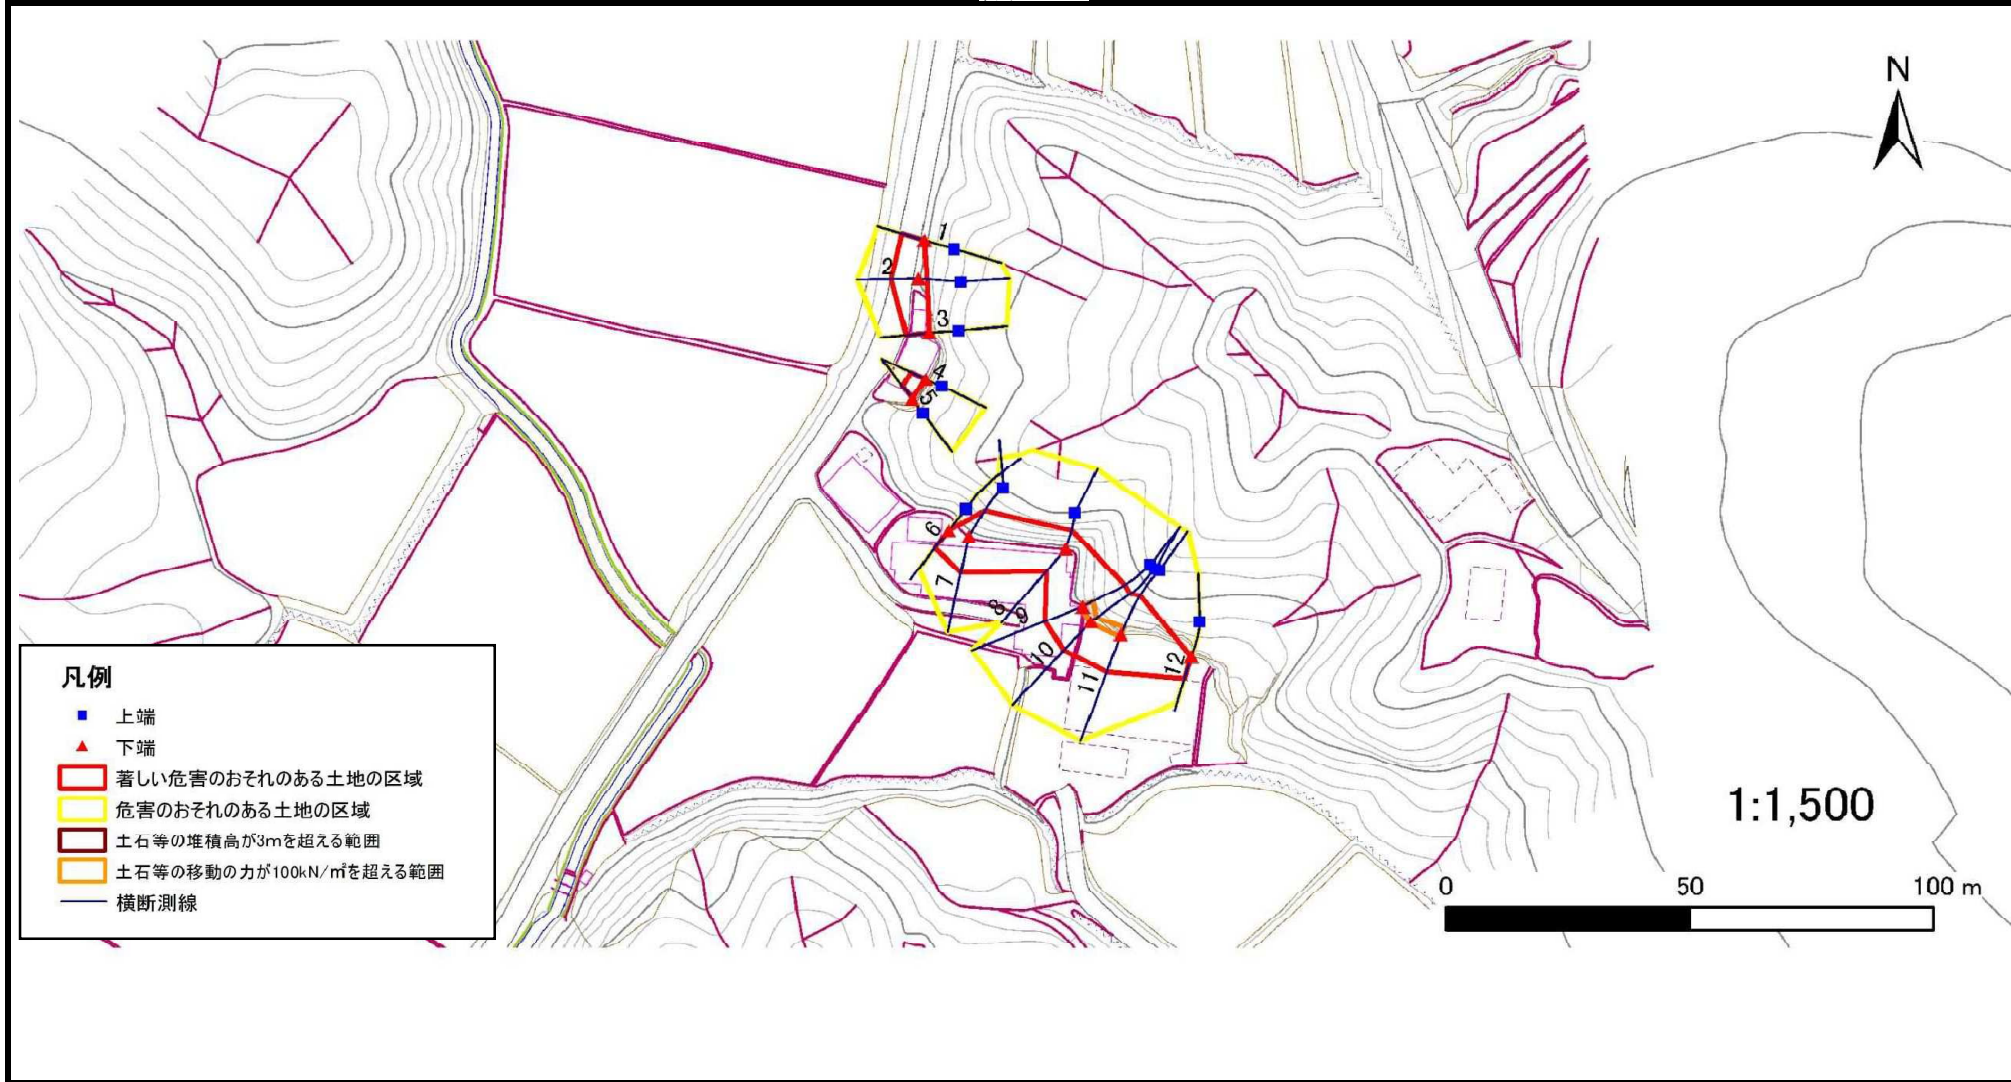 N
1
2
3
4
5
6
7
8
9
10
11
12
凡例
上端
下端
著しい危害のおそれのある土地の区域
危害のおそれのある土地の区域
土石等の堆積高が3mを超える範囲
土石等の移動の力が100kN/㎡を超える範囲
横断測線
1:1,500
0 50 100 m